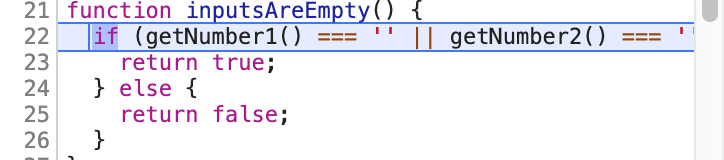 21 function inputsAreEmpty() {
22 if (getNumber1() === '' || getNumber2() === '
23 return true;
24 } else {
25 return false;
26 }